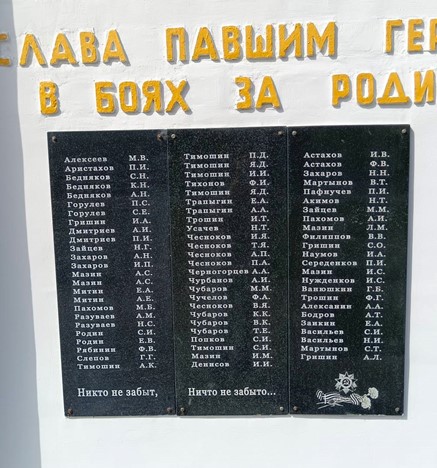 СЛАВА ПАВШИМ ГЕР
В БОЯХ ЗА РОДИ
Алексеев М.В.
Аристахов П.И.
Бедняков С.Н.
Бедняков К.Н.
Бедняков А.Н.
Горулев П.С.
Горулев С.Е.
Гришин И.А.
Дмитриев А.И.
Дмитриев П.И.
Зайцев Н.Г.
Захаров А.Н.
Захаров И.П.
Мазин А.С.
Мазин А.С.
Митин Е.А.
Митин А.Е.
Пахомов М.Б.
Разуваев А.М.
Разуваев Н.С.
Родин С.И.
Родин Е.В.
Рябинин Ф.В.
Слепов Г.Г.
Тимошин А.К.
Никто не забыт,
Тимошин П.Д.
Тимошин Я.Д.
Тимошин И.И.
Тихонов Ф.И.
Тимошин Я.Д.
Трапыгин Е.А.
Трапыгин А.А.
Трошин И.Т.
Усачев Н.Т.
Чесноков И.Я.
Чесноков Т.Я.
Чесноков А.П.
Чесноков П.А.
Черногорцев А.А.
Чурбанов А.И.
Чубаров М.М.
Чучелов Ф.А.
Чесноков В.Я.
Чубаров К.К.
Чубаров В.К.
Чубаров Т.Е.
Попков С.И.
Тимошин С.И.
Мазин И.М.
Денисов И.И.
Ничто не забыто...
Астахов И.В.
Астахов Ф.В.
Захаров Н.Н.
Мартынов В.Т.
Пафнучев П.И.
Акимов Н.Т.
Зайцев М.М.
Пахомов А.И.
Мазин Л.М.
Филиппов В.В.
Гришин С.О.
Наумов И.А.
Середенков П.И.
Мазин И.С.
Нужденков И.С.
Ванюшкин Г.Б.
Трошин Ф.Г.
Алексанин А.А.
Бодров А.Т.
Заикин Е.А.
Васильев С.И.
Васильев Н.И.
Мартынов С.Т.
Гришин А.Л.